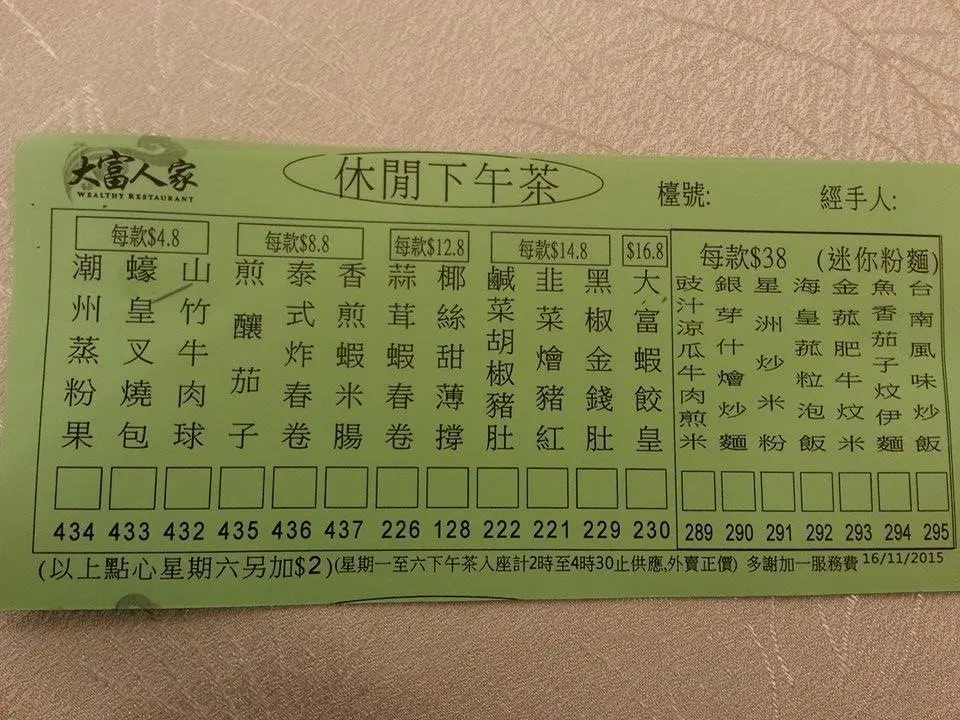 大富人家
WEALTHY RESTAURANT
休閒下午茶
檯號:
經手人:
每款$4.8
潮州蒸粉果
434
蠔皇叉燒包
433
山竹牛肉球
432
每款$8.8
煎釀茄子
435
泰式炸春卷
436
香煎蝦米腸
437
每款$12.8
蒜茸蝦春卷
226
椰絲甜薄撐
128
每款$14.8
鹹菜胡椒豬肚
222
韭菜燴豬紅
221
黑椒金錢肚
229
$16.8
大富蝦餃皇
230
每款$38 (迷你粉麵)
豉汁涼瓜牛肉煎米
289
銀芽什燴炒麵
290
星洲炒米粉
291
海皇菰粒泡飯
292
金菰肥牛炆米
293
魚香茄子炆伊麵
294
台南風味炒飯
295
(以上點心星期六另加$2)(星期一至六下午茶入座計2時至4時30止供應,外賣正價) 多謝加一服務費 16/11/2015